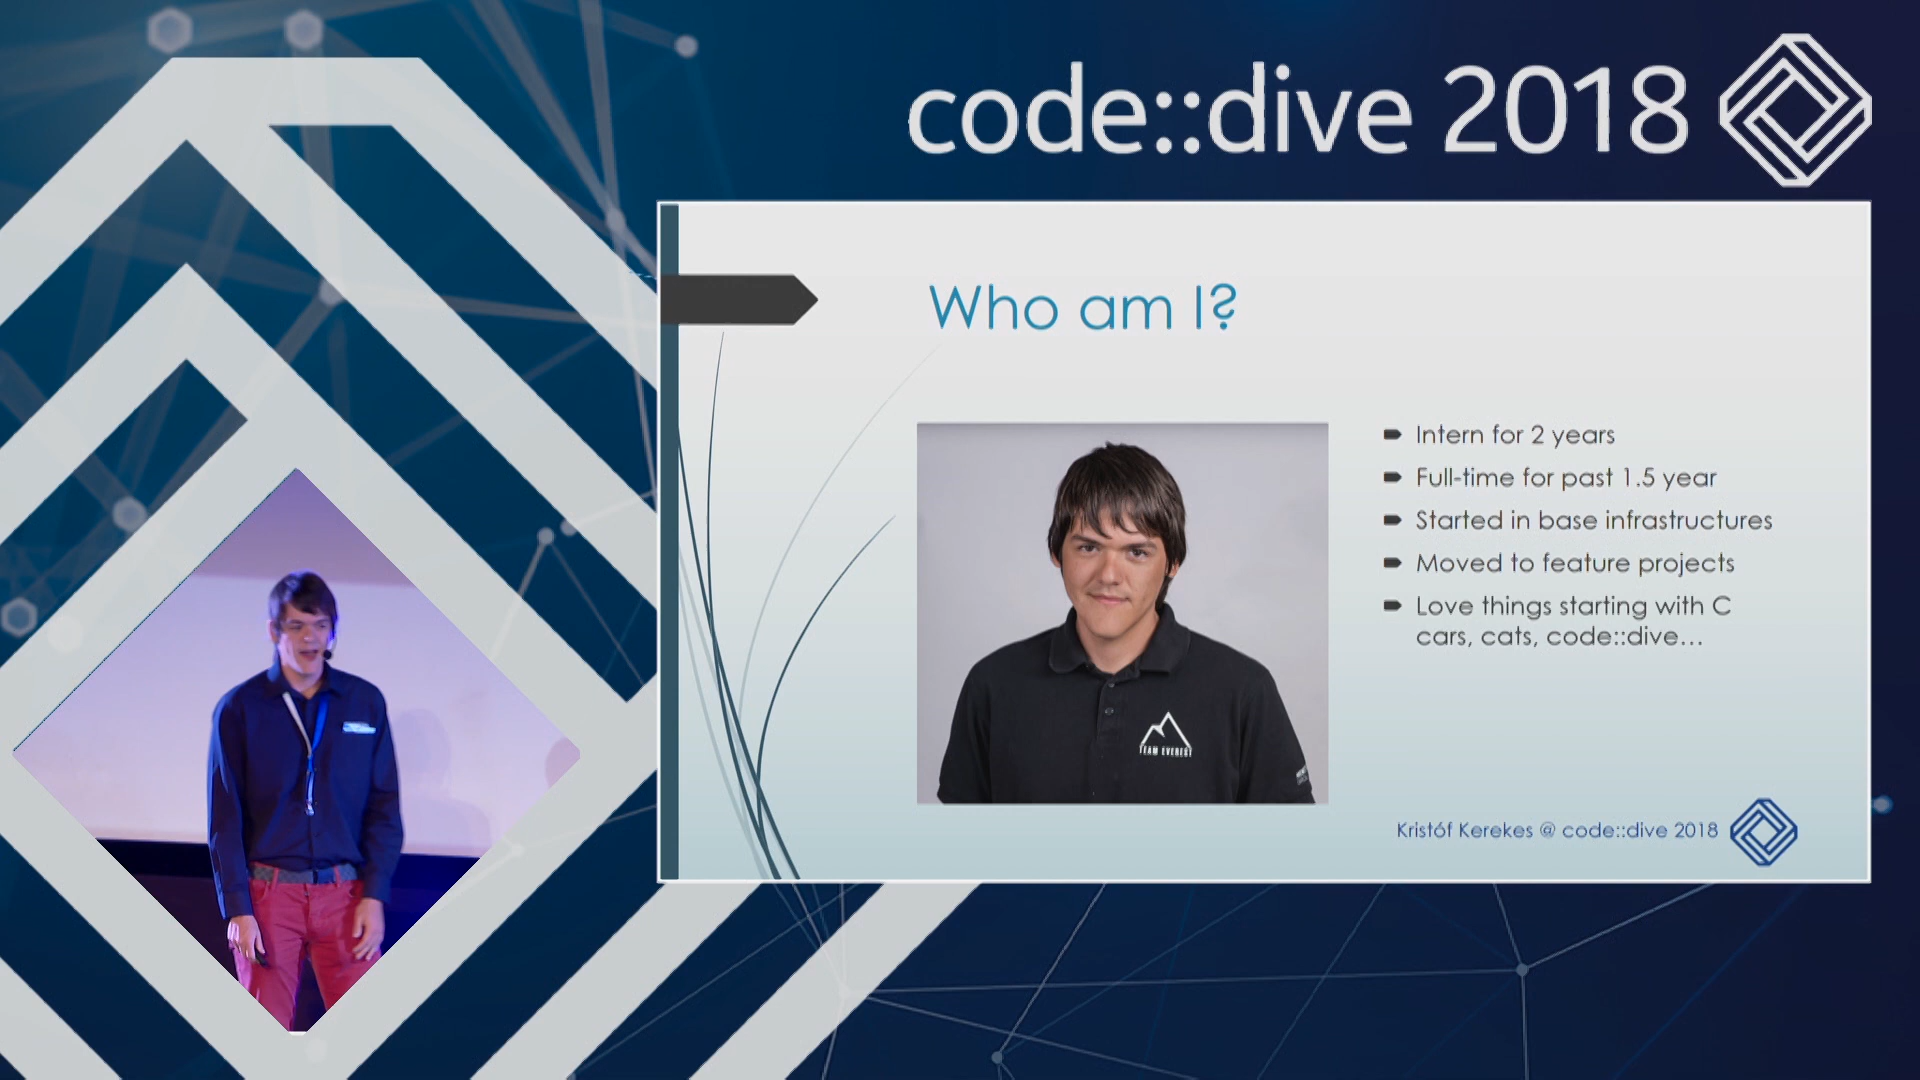 code::dive 2018
Who am I?
Intern for 2 years
Full-time for past 1.5 year
Started in base infrastructures
Moved to feature projects
Love things starting with C
cars, cats, code::dive...
TEAM EVEREST
Kristóf Kerekes @ code::dive 2018